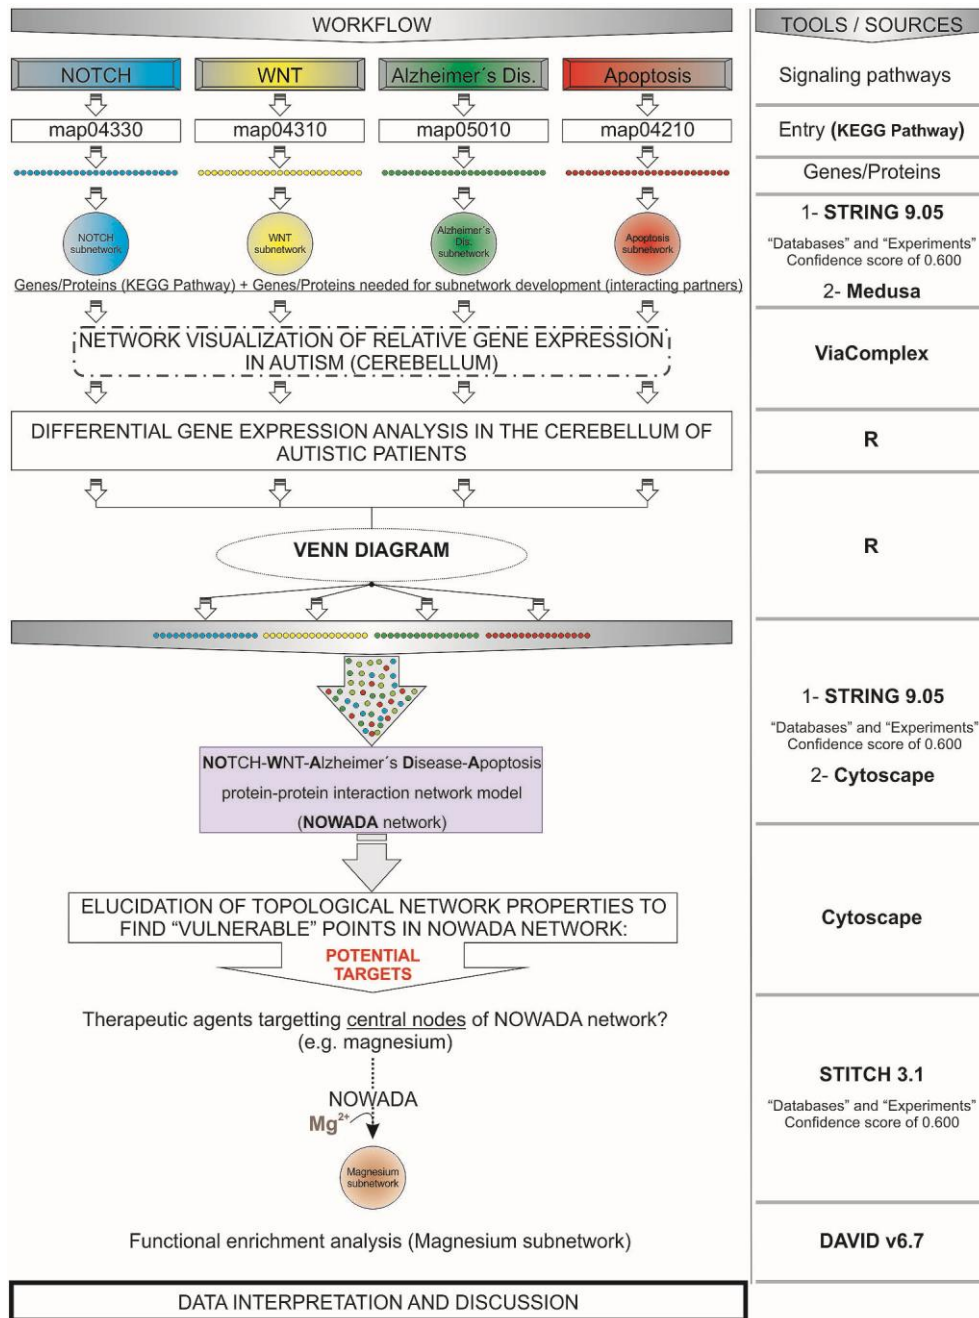 WORKFLOW
TOOLS / SOURCES
NOTCH
WNT
Alzheimer´s Dis.
Apoptosis
Signaling pathways
map04330
map04310
map05010
map04210
Entry (KEGG Pathway)
Genes/Proteins
NOTCH
subnetwork
WNT
subnetwork
Alzheimer´s
Dis.
subnetwork
Apoptosis
subnetwork
1- STRING 9.05
“Databases” and “Experiments”
Confidence score of 0.600
2- Medusa
Genes/Proteins (KEGG Pathway) + Genes/Proteins needed for subnetwork development (interacting partners)
NETWORK VISUALIZATION OF RELATIVE GENE EXPRESSION
IN AUTISM (CEREBELLUM)
ViaComplex
DIFFERENTIAL GENE EXPRESSION ANALYSIS IN THE CEREBELLUM OF
AUTISTIC PATIENTS
R
VENN DIAGRAM
R
1- STRING 9.05
“Databases” and “Experiments”
Confidence score of 0.600
2- Cytoscape
NOTCH-WNT-Alzheimer´s Disease-Apoptosis
protein-protein interaction network model
(NOWADA network)
ELUCIDATION OF TOPOLOGICAL NETWORK PROPERTIES TO
FIND “VULNERABLE” POINTS IN NOWADA NETWORK:
POTENTIAL
TARGETS
Cytoscape
Therapeutic agents targetting central nodes of NOWADA network?
(e.g. magnesium)
NOWADA
Mg2+
Magnesium
subnetwork
STITCH 3.1
“Databases” and “Experiments”
Confidence score of 0.600
Functional enrichment analysis (Magnesium subnetwork)
DAVID v6.7
DATA INTERPRETATION AND DISCUSSION